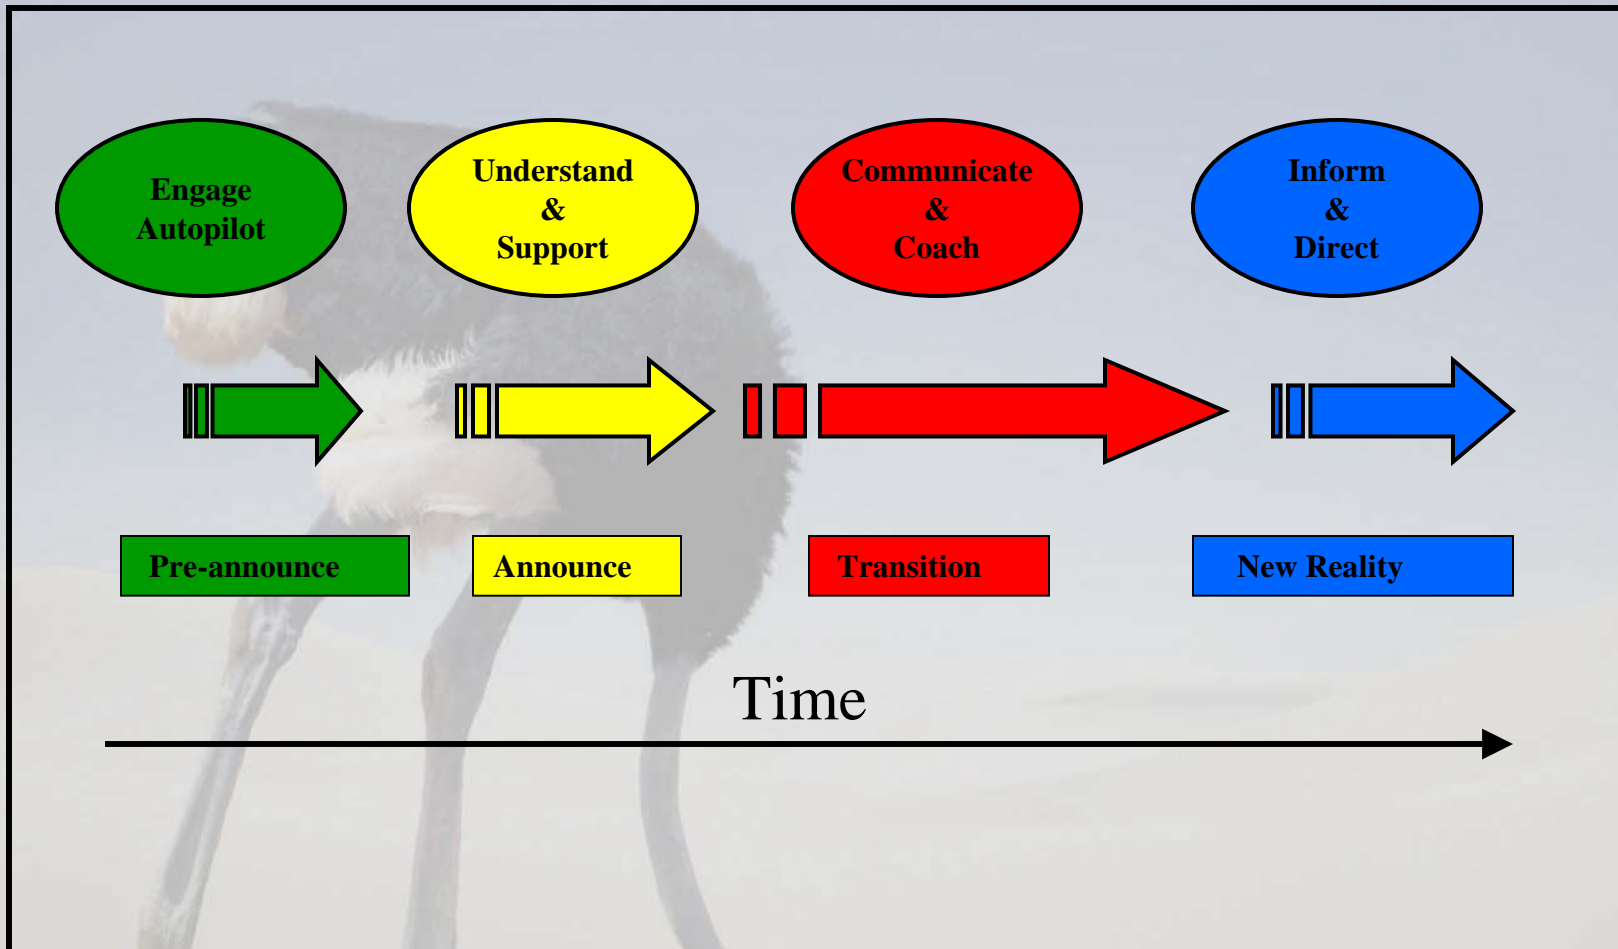 Engage
Autopilot
Understand
&
Support
Communicate
&
Coach
Inform
&
Direct
Pre-announce
Announce
Transition
New Reality
Time